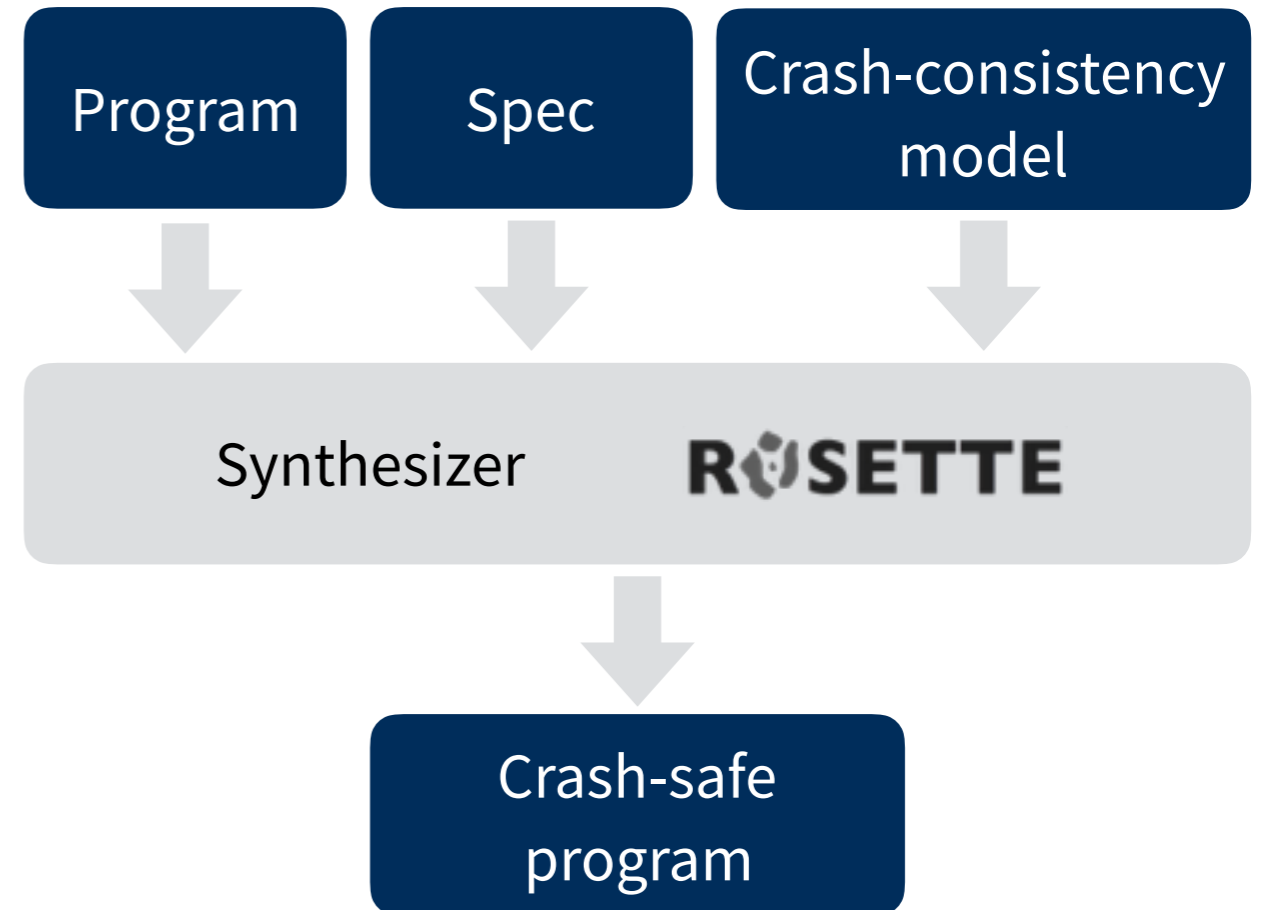 Program
Spec
Crash-consistency
model
Synthesizer
ROSETTE
Crash-safe
program